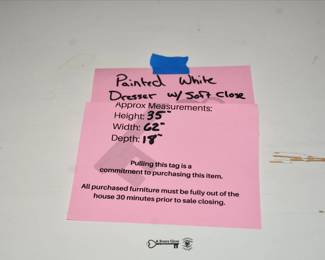 Painted White
Dresser w/ Soft Close
Approx Measurements:
Height: 35"
Width: 62"
Depth: 18"
Pulling this tag is a
commitment to purchasing this item.
All purchased furniture must be fully out of the
house 30 minutes prior to sale closing.